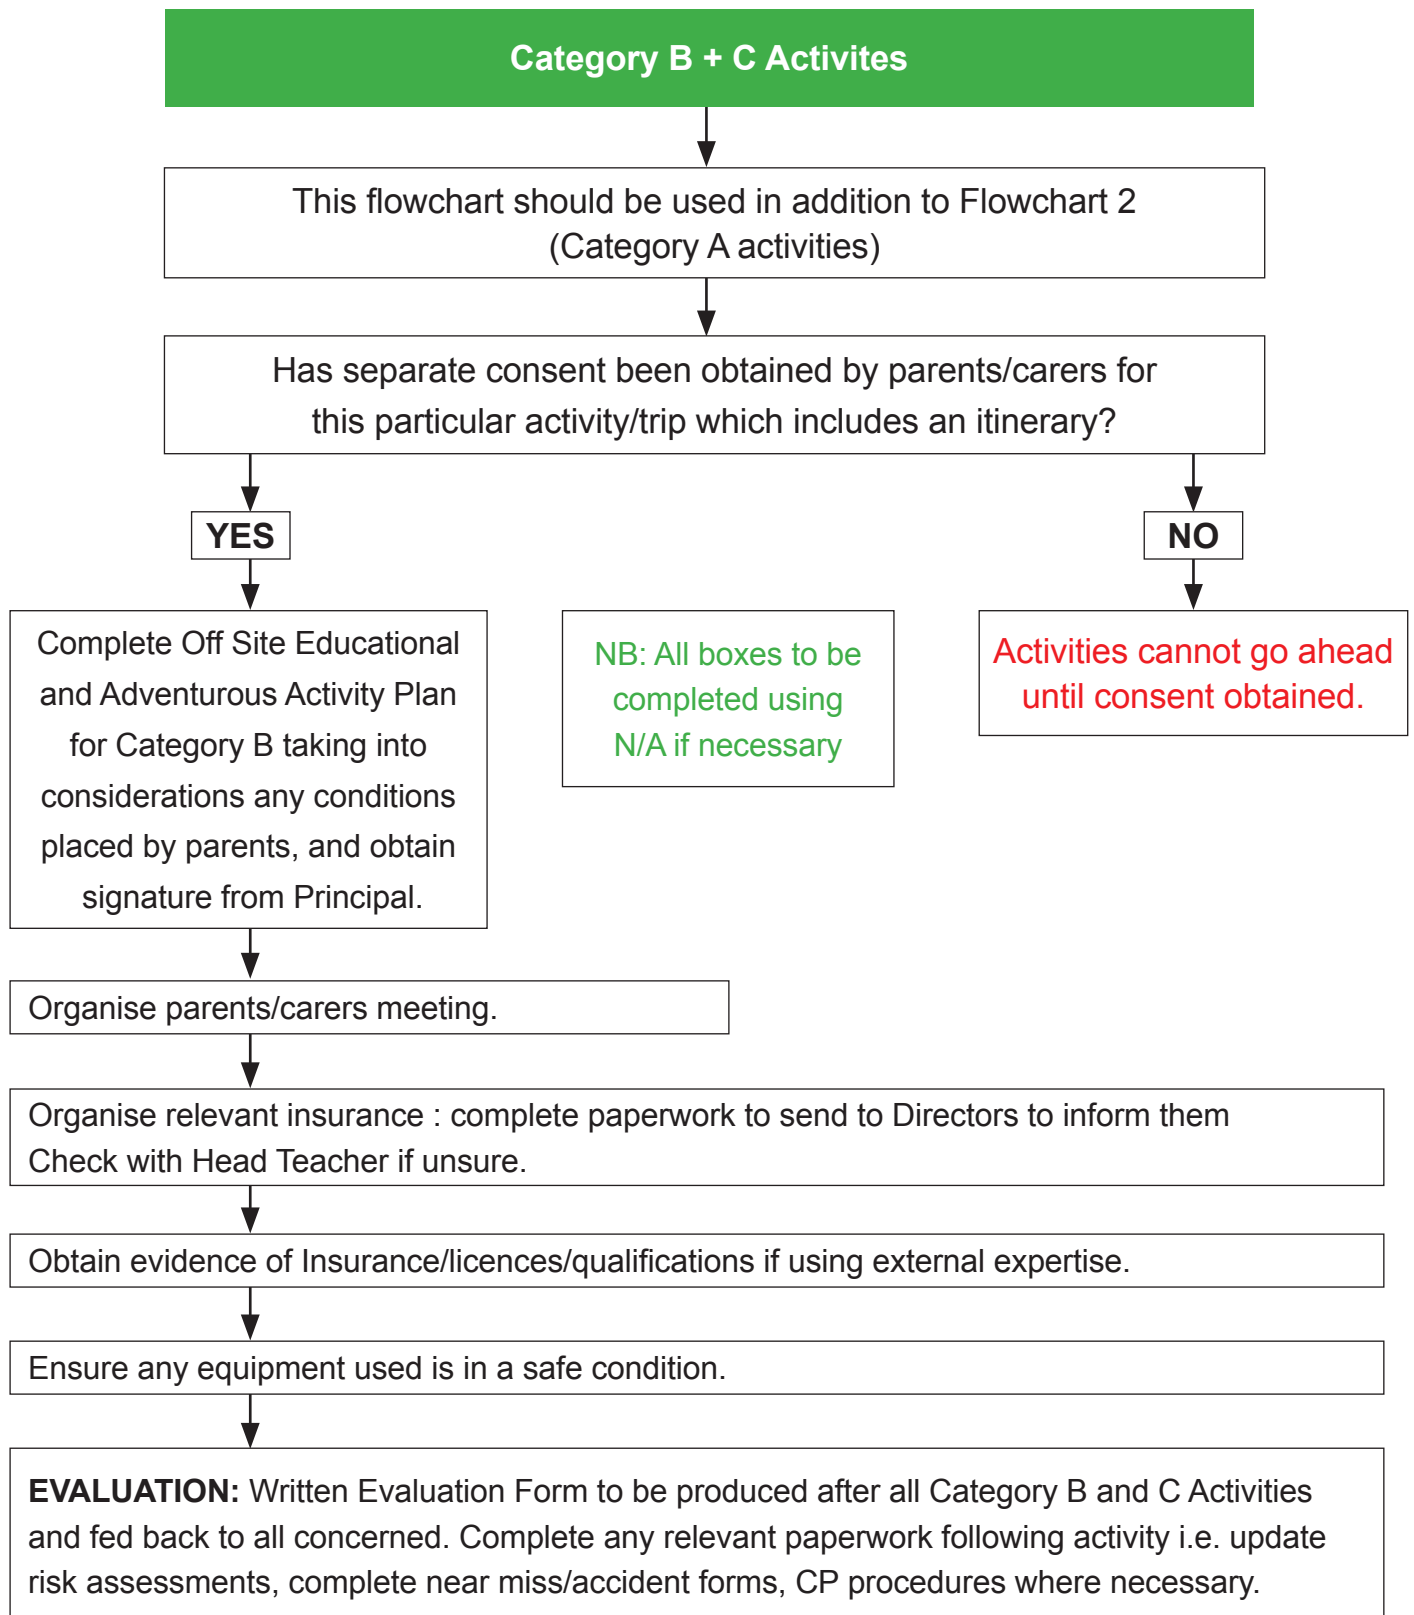 Category B + C Activites
This flowchart should be used in addition to Flowchart 2
(Category A activities)
Has separate consent been obtained by parents/carers for
this particular activity/trip which includes an itinerary?
YES
NO
Complete Off Site Educational
and Adventurous Activity Plan
for Category B taking into
considerations any conditions
placed by parents, and obtain
signature from Principal.
NB: All boxes to be
completed using
N/A if necessary
Activities cannot go ahead
until consent obtained.
Organise parents/carers meeting.
Organise relevant insurance : complete paperwork to send to Directors to inform them
Check with Head Teacher if unsure.
Obtain evidence of Insurance/licences/qualifications if using external expertise.
Ensure any equipment used is in a safe condition.
EVALUATION: Written Evaluation Form to be produced after all Category B and C Activities
and fed back to all concerned. Complete any relevant paperwork following activity i.e. update
risk assessments, complete near miss/accident forms, CP procedures where necessary.